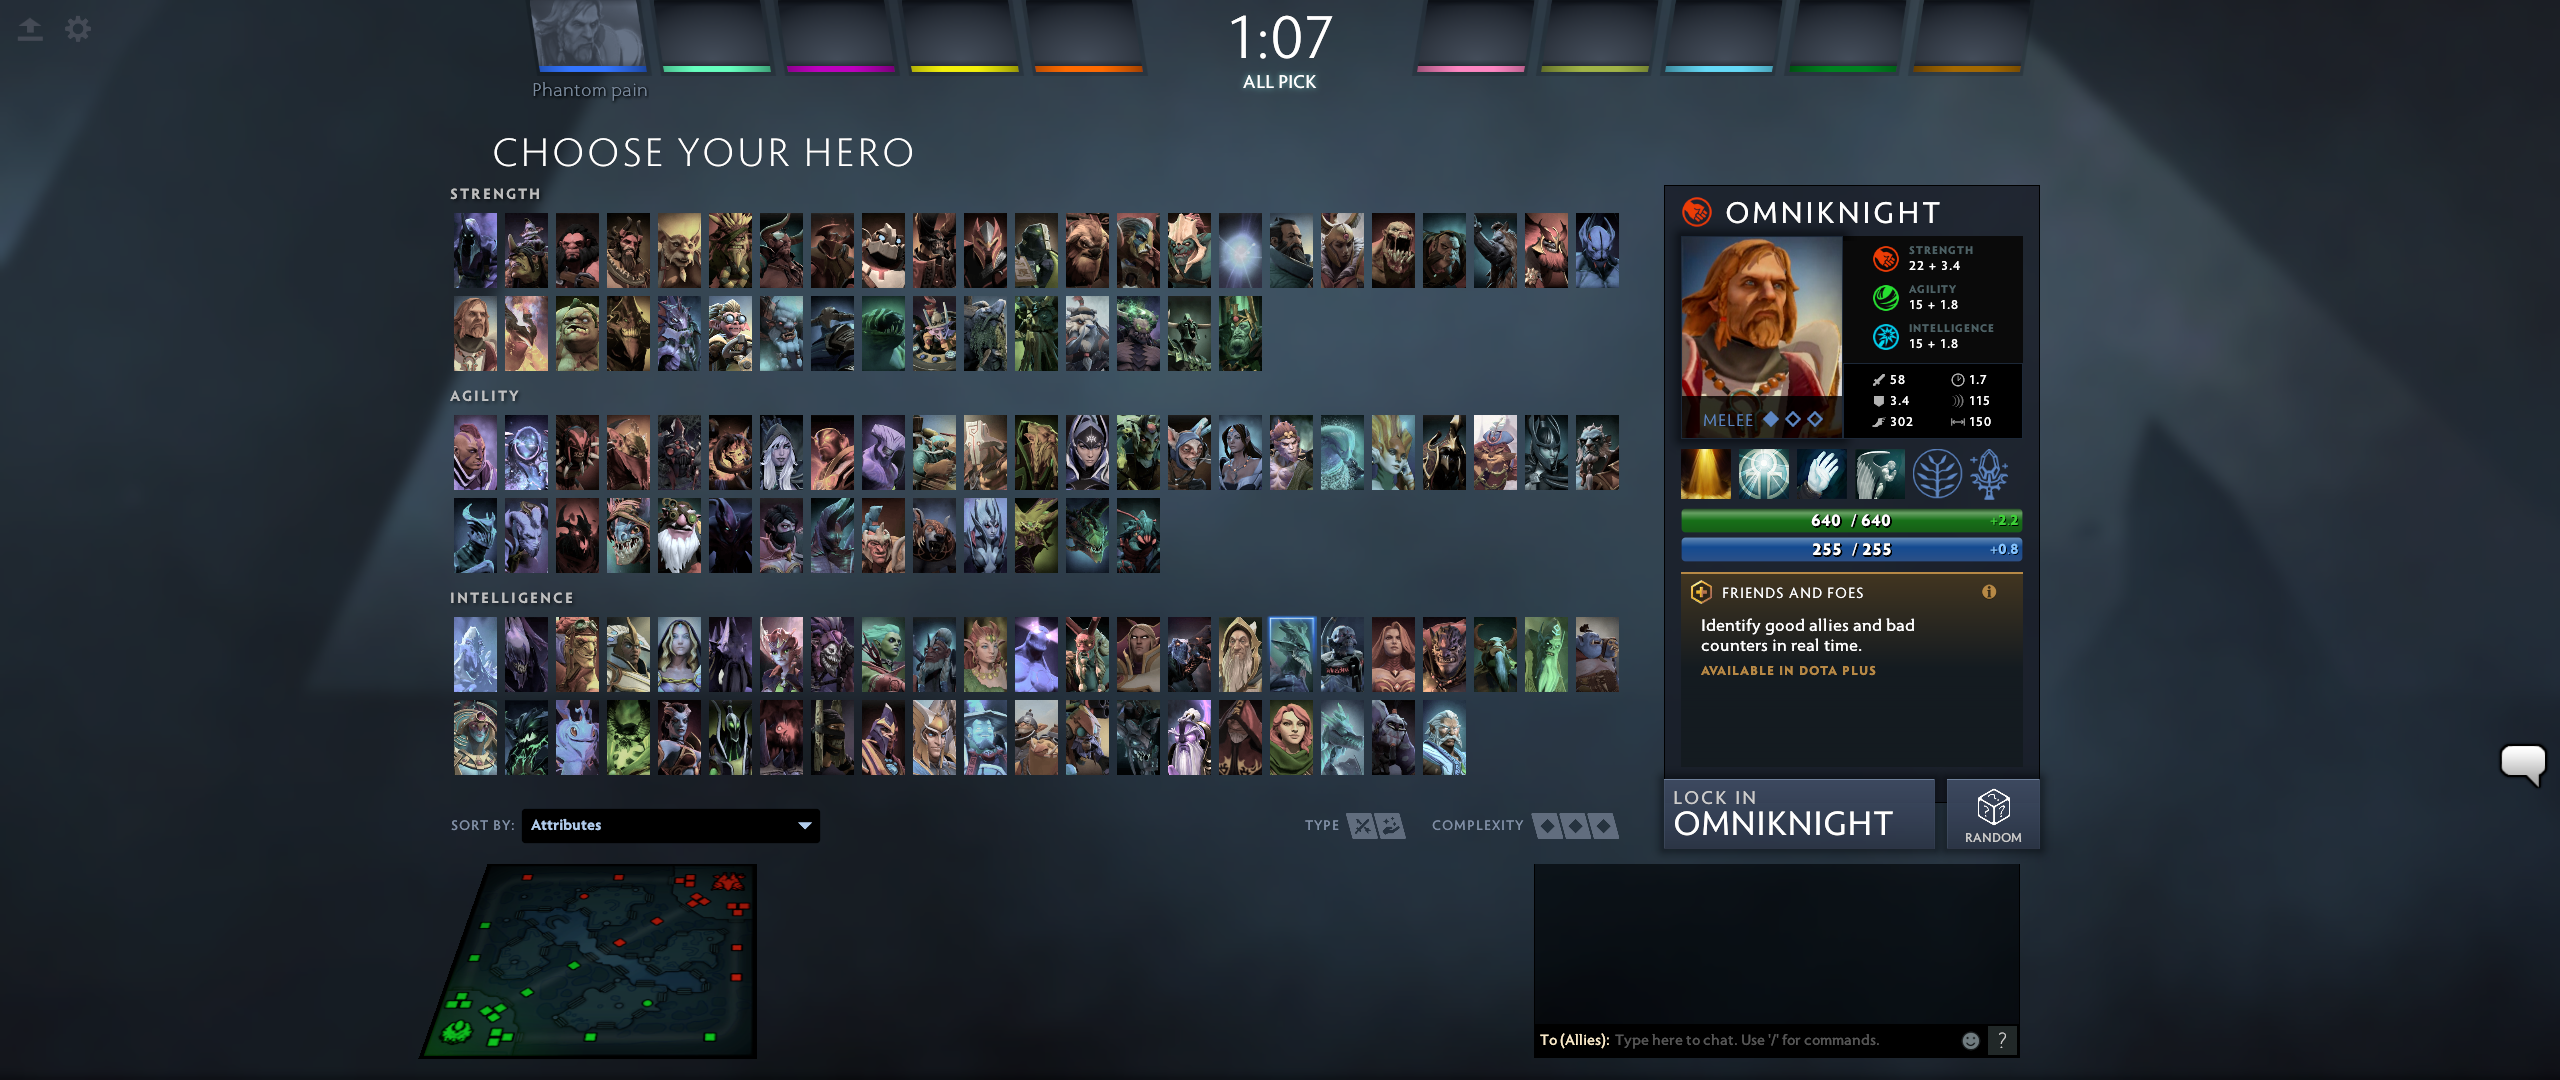 1:07
ALL PICK
Phantom pain
CHOOSE YOUR HERO
STRENGTH
AGILITY
INTELLIGENCE
SORT BY: Attributes
TYPE
COMPLEXITY
OMNIKNIGHT
STRENGTH
22 + 3.4
AGILITY
15 + 1.8
INTELLIGENCE
15 + 1.8
MELEE
58 1.7
3.4 115
302 150
640 / 640 +2.2
255 / 255 +0.8
FRIENDS AND FOES
Identify good allies and bad
counters in real time.
AVAILABLE IN DOTA PLUS
LOCK IN
OMNIKNIGHT
RANDOM
To (Allies): Type here to chat. Use '/' for commands. ?